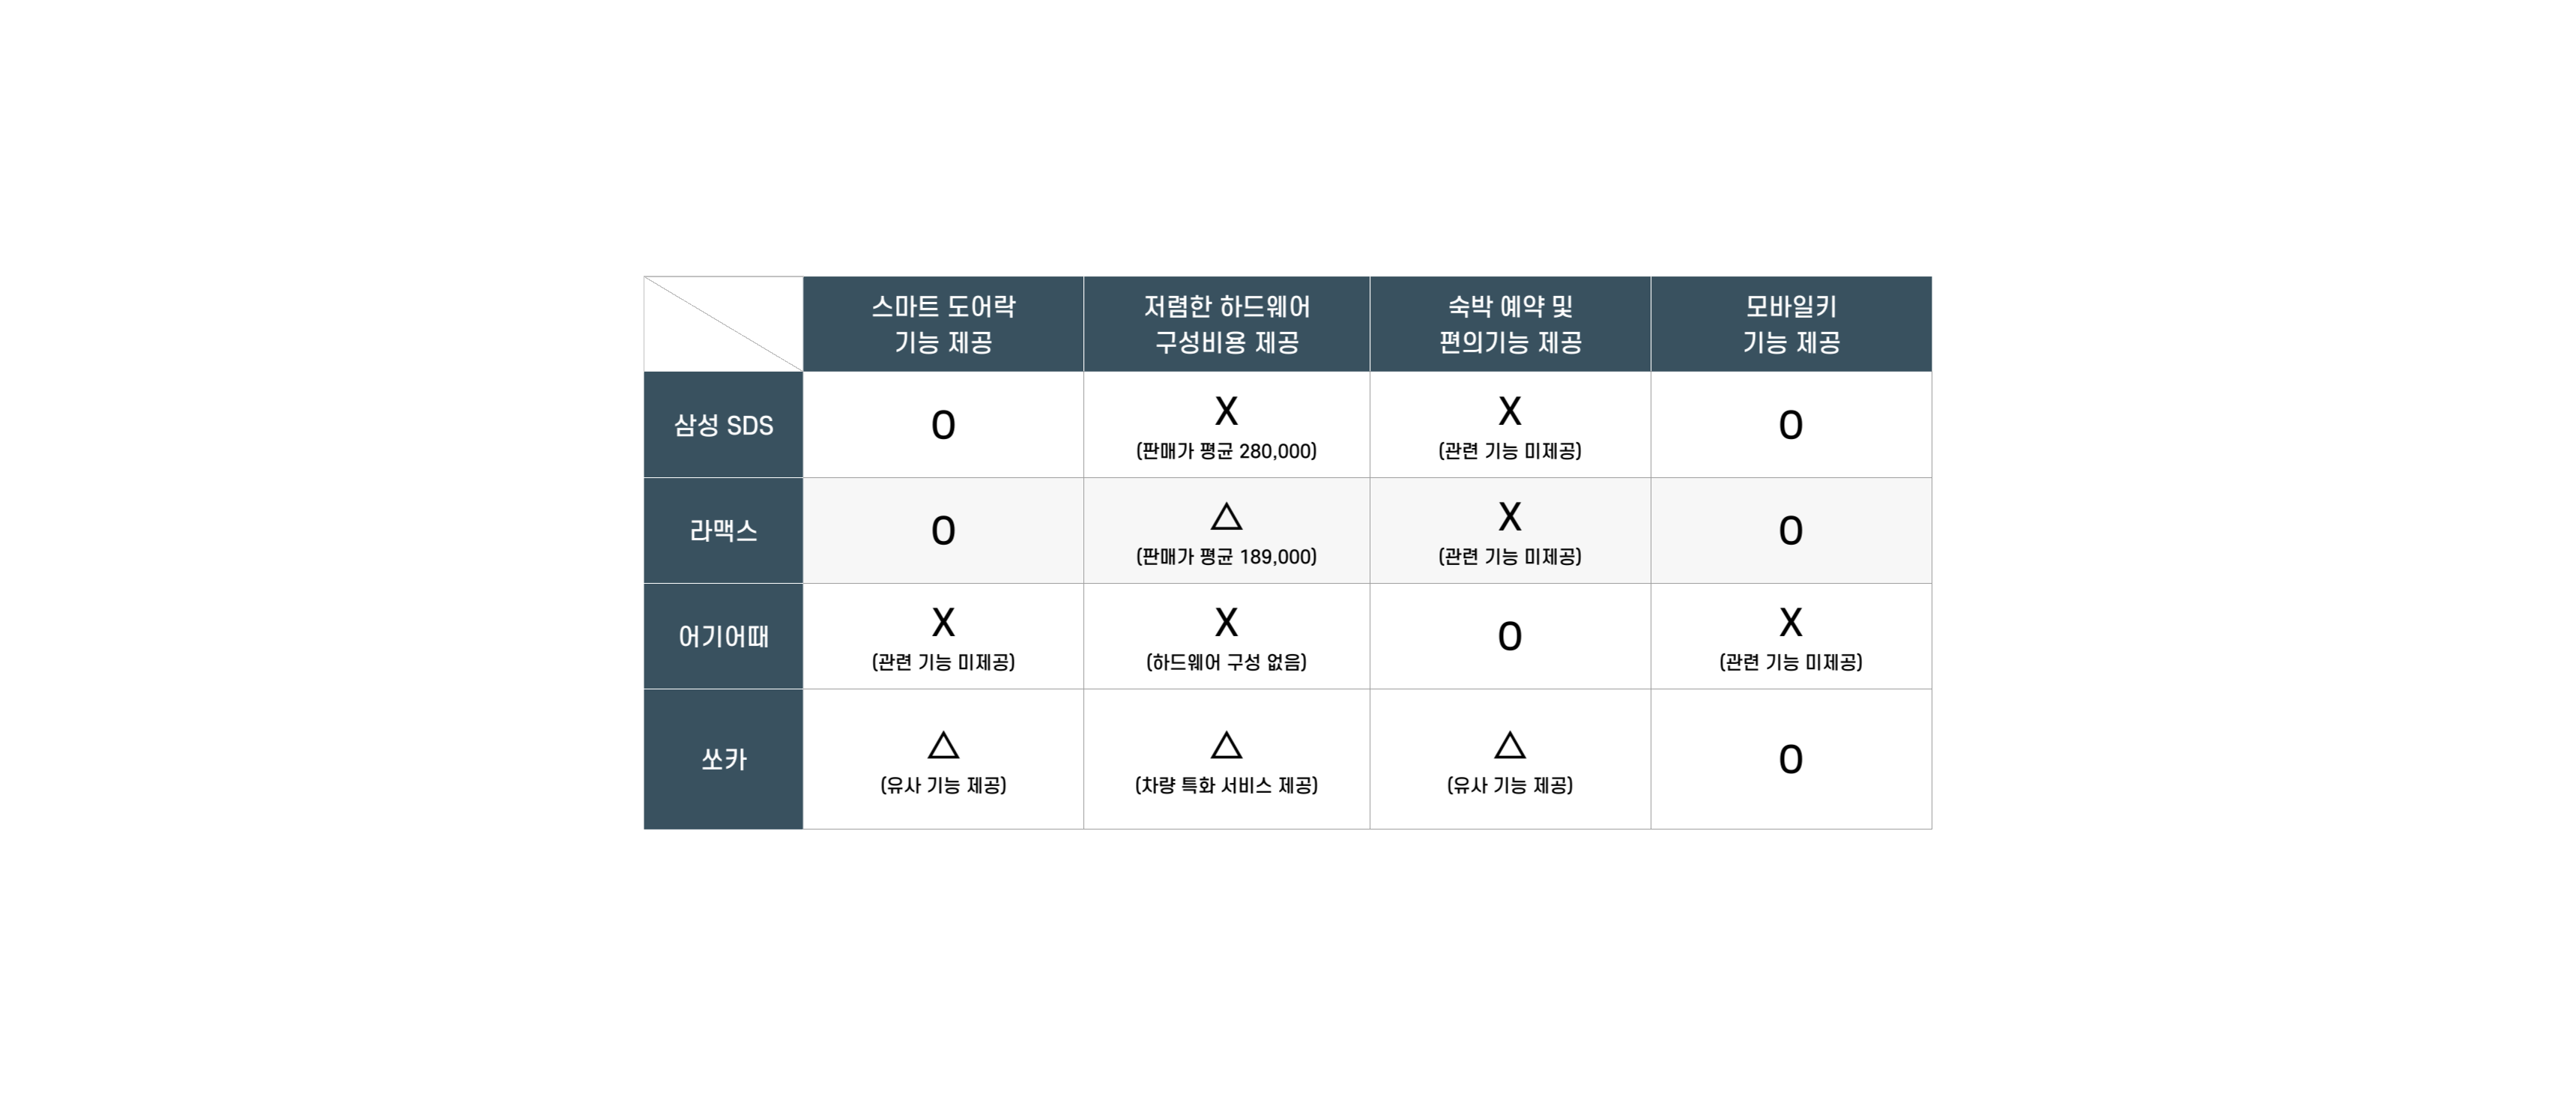 스마트 도어락
기능 제공
저렴한 하드웨어
구성비용 제공
숙박 예약 및
편의기능 제공
모바일키
기능 제공
삼성 SDS
O
X
(판매가 평균 280,000)
X
(관련 기능 미제공)
O
라맥스
O
△
(판매가 평균 189,000)
X
(관련 기능 미제공)
O
어기어때
X
(관련 기능 미제공)
X
(하드웨어 구성 없음)
O
X
(관련 기능 미제공)
쏘카
△
(유사 기능 제공)
△
(차량 특화 서비스 제공)
△
(유사 기능 제공)
O